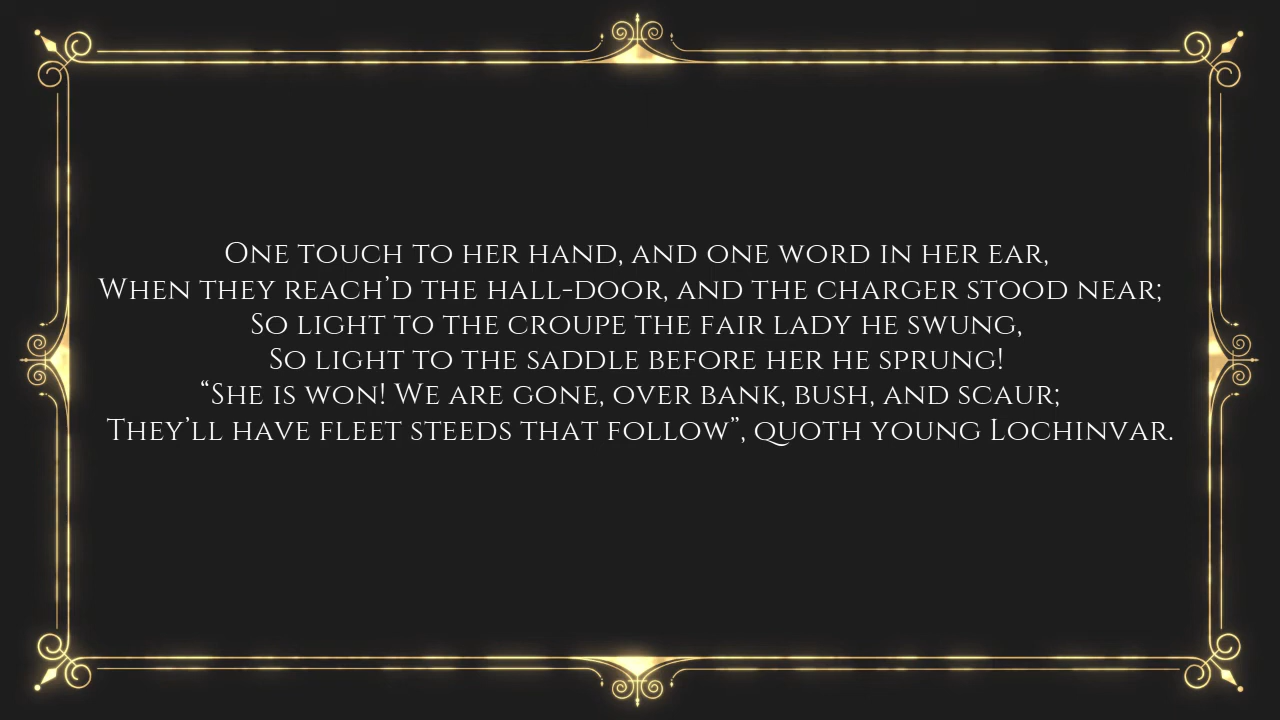 One touch to her hand, and one word in her ear,
When they reach’d the hall-door, and the charger stood near;
So light to the croupe the fair lady he swung,
So light to the saddle before her he sprung!
“She is won! We are gone, over bank, bush, and scaur;
They’ll have fleet steeds that follow”, quoth young Lochinvar.